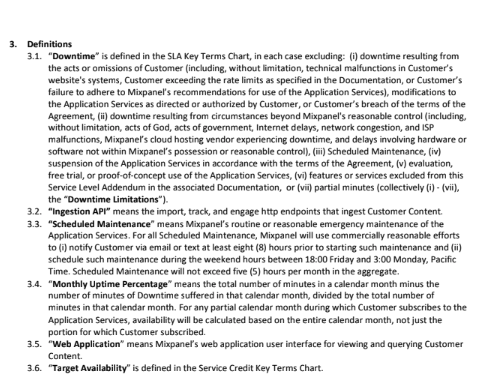 3. Definitions
3.1. "Downtime" is defined in the SLA Key Terms Chart, in each case excluding: (i) downtime resulting from
the acts or omissions of Customer (including, without limitation, technical malfunctions in Customer's
website's systems, Customer exceeding the rate limits as specified in the Documentation, or Customer's
failure to adhere to Mixpanel's recommendations for use of the Application Services), modifications to
the Application Services as directed or authorized by Customer, or Customer's breach of the terms of the
Agreement, (ii) downtime resulting from circumstances beyond Mixpanel's reasonable control (including,
without limitation, acts of God, acts of government, Internet delays, network congestion, and ISP
malfunctions, Mixpanel's cloud hosting vendor experiencing downtime, and delays involving hardware or
software not within Mixpanel's possession or reasonable control), (iii) Scheduled Maintenance, (iv)
suspension of the Application Services in accordance with the terms of the Agreement, (v) evaluation,
free trial, or proof-of-concept use of the Application Services, (vi) features or services excluded from this
Service Level Addendum in the associated Documentation, or (vii) partial minutes (collectively (i) - (vii),
the "Downtime Limitations").
3.2. "Ingestion API" means the import, track, and engage http endpoints that ingest Customer Content.
3.3. "Scheduled Maintenance" means Mixpanel's routine or reasonable emergency maintenance of the
Application Services. For all Scheduled Maintenance, Mixpanel will use commercially reasonable efforts
to (i) notify Customer via email or text at least eight (8) hours prior to starting such maintenance and (ii)
schedule such maintenance during the weekend hours between 18:00 Friday and 3:00 Monday, Pacific
Time. Scheduled Maintenance will not exceed five (5) hours per month in the aggregate.
3.4. "Monthly Uptime Percentage" means the total number of minutes in a calendar month minus the
number of minutes of Downtime suffered in that calendar month, divided by the total number of
minutes in that calendar month. For any partial calendar month during which Customer subscribes to the
Application Services, availability will be calculated based on the entire calendar month, not just the
portion for which Customer subscribed.
3.5. "Web Application" means Mixpanel's web application user interface for viewing and querying Customer
Content.
3.6. "Target Availability" is defined in the Service Credit Key Terms Chart.